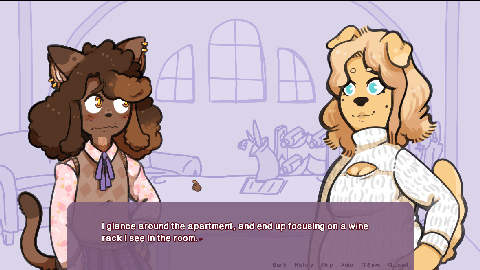 I glance around the apartment, and end up focusing on a wine
rack I see in the room.
Back History Skip Auto Q.Save Q.Load